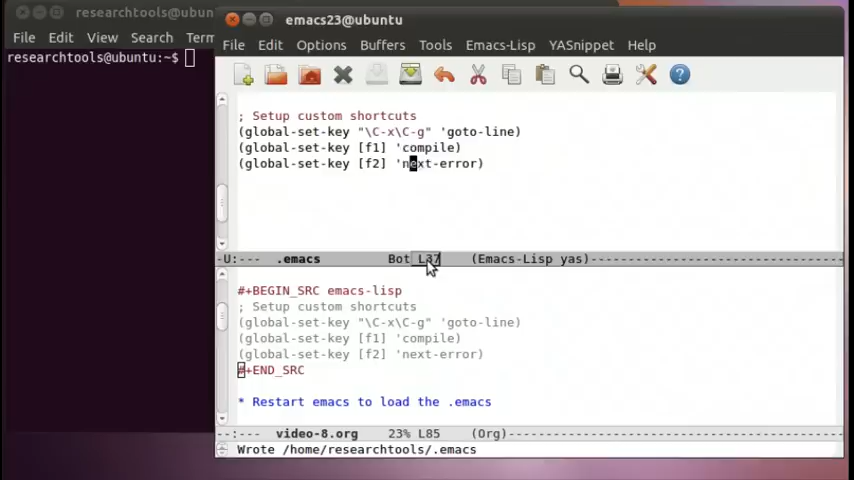 researchtools@ubun
File Edit View Search Term
researchtools@ubuntu:~$
emacs23@ubuntu
File Edit Options Buffers Tools Emacs-Lisp YASnippet Help
; Setup custom shortcuts
(global-set-key "\C-x\C-g" 'goto-line)
(global-set-key [f1] 'compile)
(global-set-key [f2] 'next-error)
-U:--- .emacs Bot L37 (Emacs-Lisp yas)
#+BEGIN_SRC emacs-lisp
; Setup custom shortcuts
(global-set-key "\C-x\C-g" 'goto-line)
(global-set-key [f1] 'compile)
(global-set-key [f2] 'next-error)
#+END_SRC
* Restart emacs to load the .emacs
--:--- video-8.org 23% L85 (Org)
Wrote /home/researchtools/.emacs